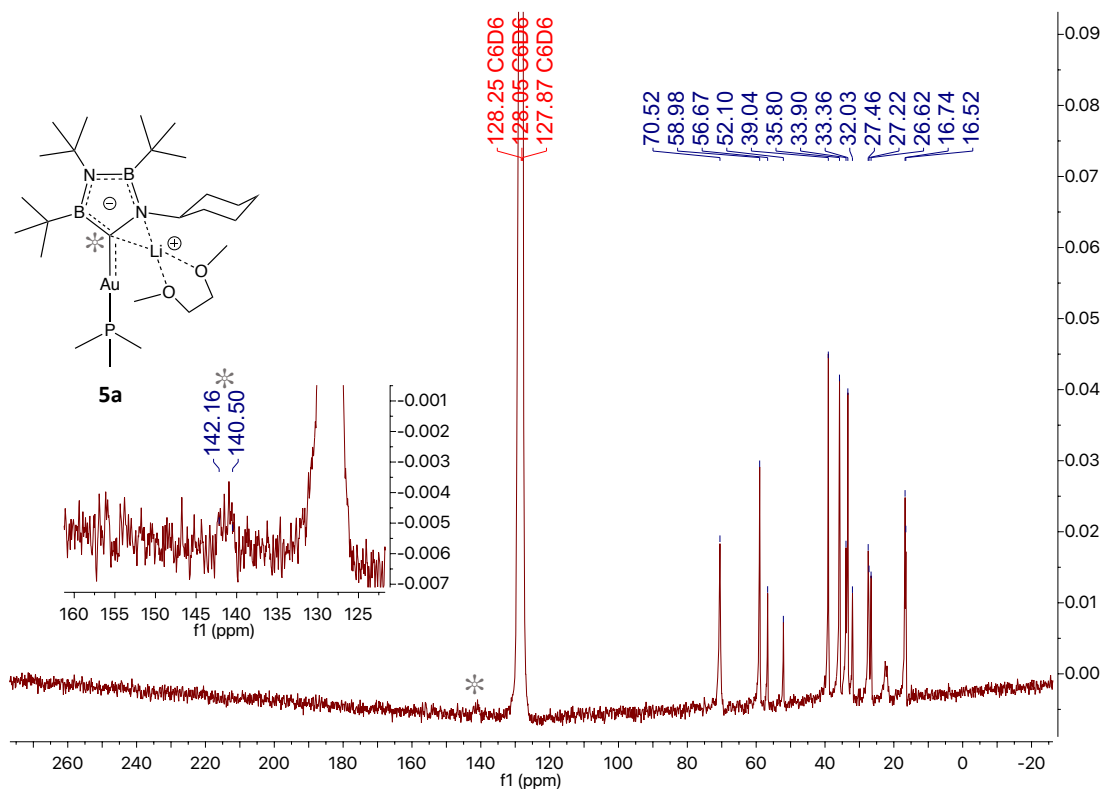 128.25 C6D6
128.05 C6D6
127.87 C6D6
70.52
58.98
56.67
52.10
39.04
35.80
33.90
33.36
32.03
27.46
27.22
26.62
16.74
16.52
N B
B ⊖ N
✼ Li ⊕
O
Au O
P
5a
✼
142.16
140.50
-0.001
-0.002
-0.003
-0.004
-0.005
-0.006
-0.007
160 155 150 145 140 135 130 125
f1 (ppm)
✼
0.09
0.08
0.07
0.06
0.05
0.04
0.03
0.02
0.01
0.00
260 240 220 200 180 160 140 120 100 80 60 40 20 0 -20
f1 (ppm)